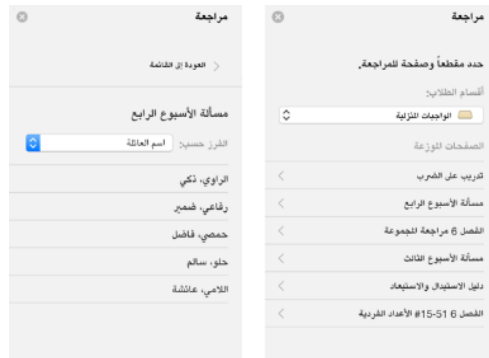 مراجعة
حدد مقطعاً وصفحة للمراجعة.
أقسام الطلاب:
الواجبات المنزلية
الصفحات الموزعة
تدريب على الضرب
مسألة الأسبوع الرابع
الفصل 6 مراجعة المجموعة
مسألة الأسبوع الثالث
دليل الاستبدال والاستبعاد
الفصل 6 51-15# الأعداد الفردية
مراجعة
العودة إلى القائمة
مسألة الأسبوع الرابع
الفرز حسب: اسم العائلة
الراوي، ذكي
رفاعي، ضمير
حمصي، فاضل
حلو، سالم
اللامي، عائشة